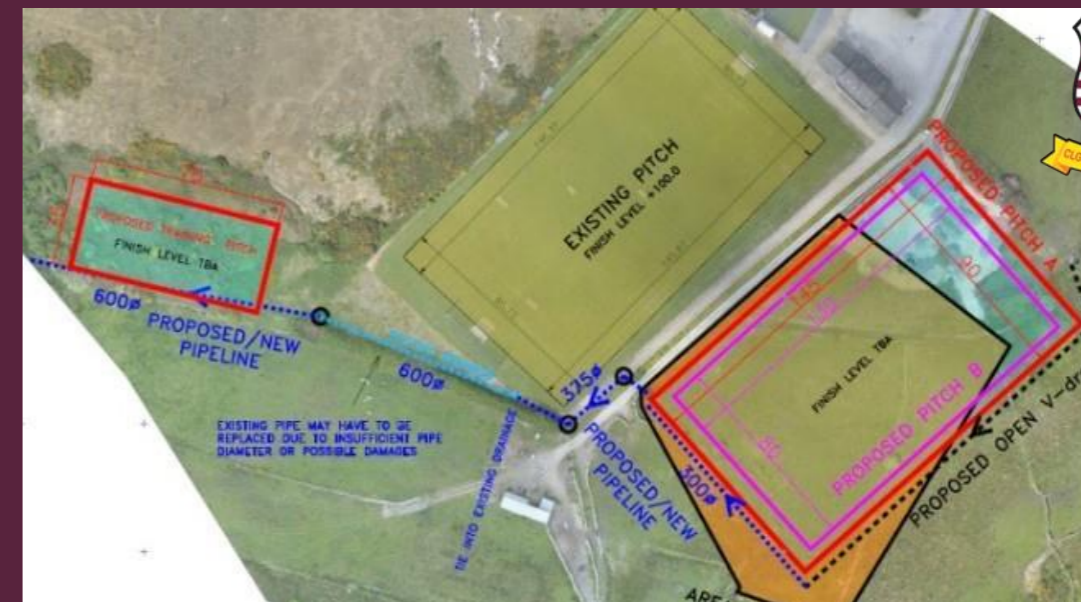 CLO
PROPOSED PITCH A
EXISTING PITCH
FINISH LEVEL +100.0
PROPOSED TRAINING PITCH
FINISH LEVEL TBA
90
600ø PROPOSED/NEW
PIPELINE
600ø
375ø
FINISH LEVEL TBA
PROPOSED PITCH B
80
EXISTING PIPE MAY HAVE TO BE
REPLACED DUE TO INSUFFICIENT PIPE
DIAMETER OR POSSIBLE DAMAGES
TIE INTO EXISTING DRAINAGE
PROPOSED/NEW
PIPELINE
300ø
PROPOSED OPEN V-dr
ARE